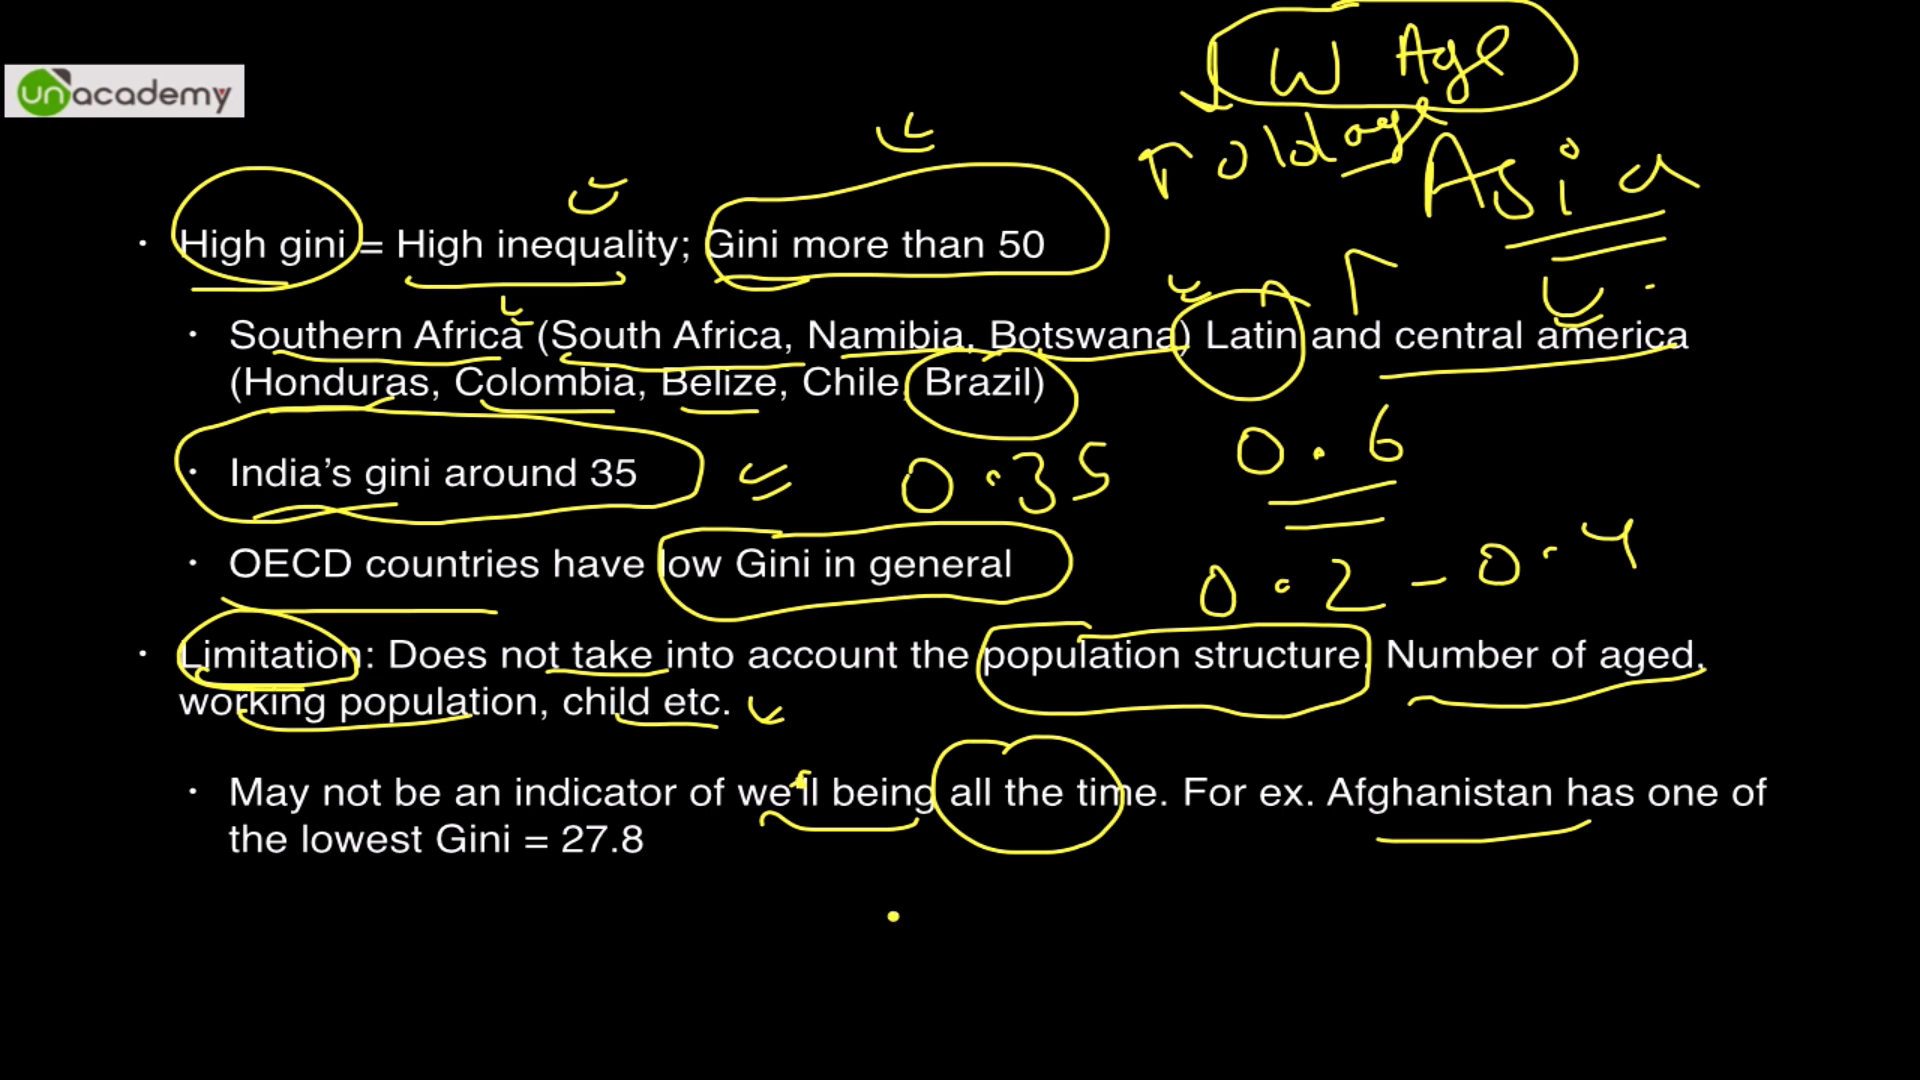 W Age
unacademy
old age
Asia
• High gini = High inequality; Gini more than 50
• Southern Africa (South Africa, Namibia, Botswana) Latin and central america
(Honduras, Colombia, Belize, Chile, Brazil)
0.6
• India’s gini around 35
0.35
• OECD countries have low Gini in general
0.2 - 0.4
• Limitation: Does not take into account the population structure. Number of aged,
working population, child etc.
• May not be an indicator of we'll being all the time. For ex. Afghanistan has one of
the lowest Gini = 27.8